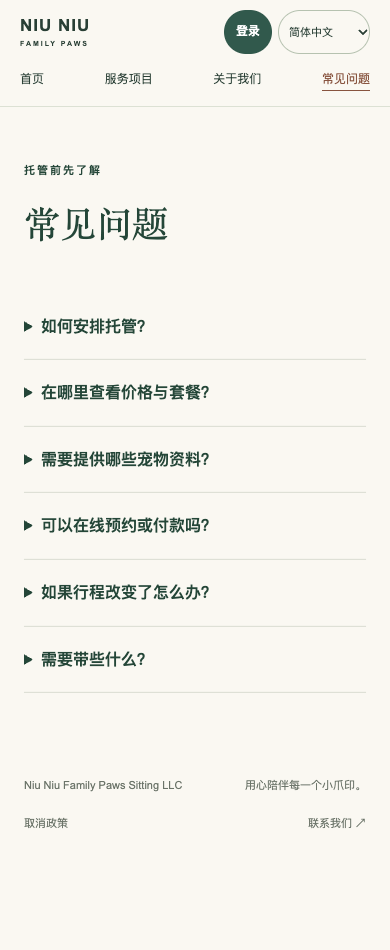 NIU NIU
FAMILY PAWS
登录
简体中文
首页
服务项目
关于我们
常见问题
托管前先了解
常见问题
如何安排托管?
在哪里查看价格与套餐?
需要提供哪些宠物资料?
可以在线预约或付款吗?
如果行程改变了怎么办?
需要带些什么?
Niu Niu Family Paws Sitting LLC
用心陪伴每一个小爪印。
取消政策
联系我们 ↗